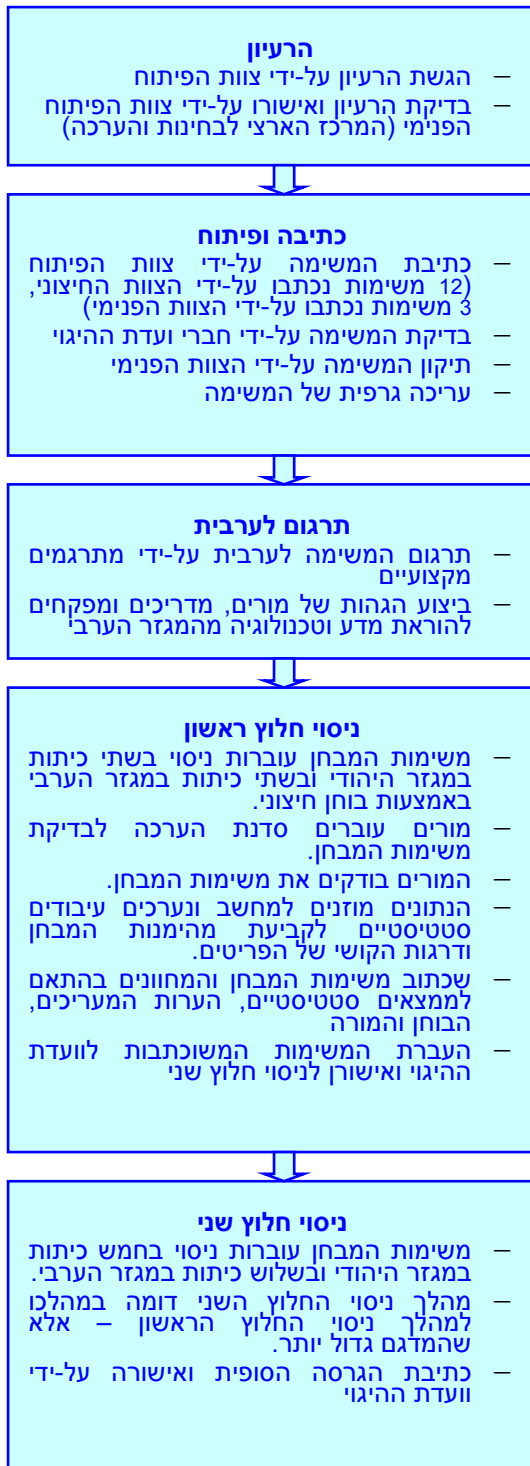 הרעיון
– הגשת הרעיון על-ידי צוות הפיתוח
– בדיקת הרעיון ואישורו על-ידי צוות הפיתוח
הפנימי (המרכז הארצי לבחינות והערכה)
כתיבה ופיתוח
– כתיבת המשימה על-ידי צוות הפיתוח
(12 משימות נכתבו על-ידי הצוות החיצוני,
3 משימות נכתבו על-ידי הצוות הפנימי)
– בדיקת המשימה על-ידי חברי ועדת ההיגוי
– תיקון המשימה על-ידי הצוות הפנימי
– עריכה גרפית של המשימה
תרגום לערבית
– תרגום המשימה לערבית על-ידי מתרגמים
מקצועיים
– ביצוע הגהות של מורים, מדריכים ומפקחים
להוראת מדע וטכנולוגיה מהמגזר הערבי
ניסוי חלוץ ראשון
– משימות המבחן עוברות ניסוי בשתי כיתות
במגזר היהודי ובשתי כיתות במגזר הערבי
באמצעות בוחן חיצוני.
– מורים עוברים סדנת הערכה לבדיקת
משימות המבחן.
– המורים בודקים את משימות המבחן.
– הנתונים מוזנים למחשב ונערכים עיבודים
סטטיסטיים לקביעת מהימנות המבחן
ודרגות הקושי של הפריטים.
– שכתוב משימות המבחן והמחוונים בהתאם
לממצאים סטטיסטיים, הערות המעריכים,
הבוחן והמורה
– העברת המשימות המשוכתבות לוועדת
ההיגוי ואישורן לניסוי חלוץ שני
ניסוי חלוץ שני
– משימות המבחן עוברות ניסוי בחמש כיתות
במגזר היהודי ובשלוש כיתות במגזר הערבי.
– מהלך ניסוי החלוץ השני דומה במהלכו
למהלך ניסוי החלוץ הראשון – אלא
שהמדגם גדול יותר.
– כתיבת הגרסה הסופית ואישורה על-ידי
וועדת ההיגוי